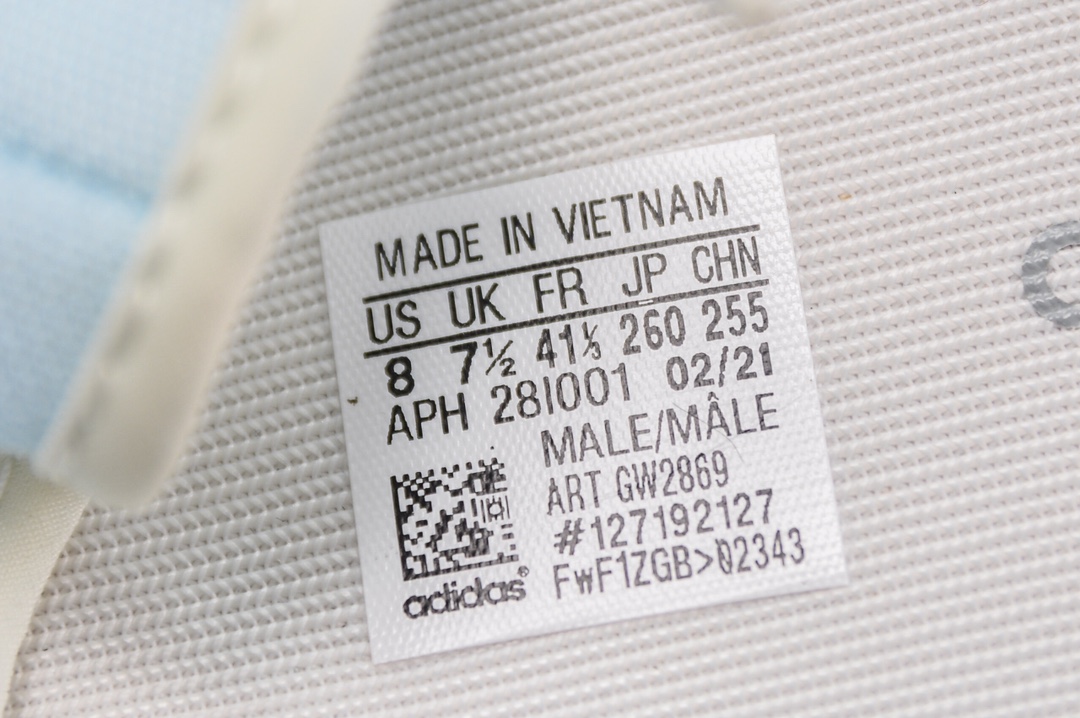 MADE IN VIETNAM
US UK FR JP CHN
8 7½ 41⅓ 260 255
APH 28I001 02/21
MALE/MÂLE
ART GW2869
#127192127
FwF1ZGB>02343
adidas®